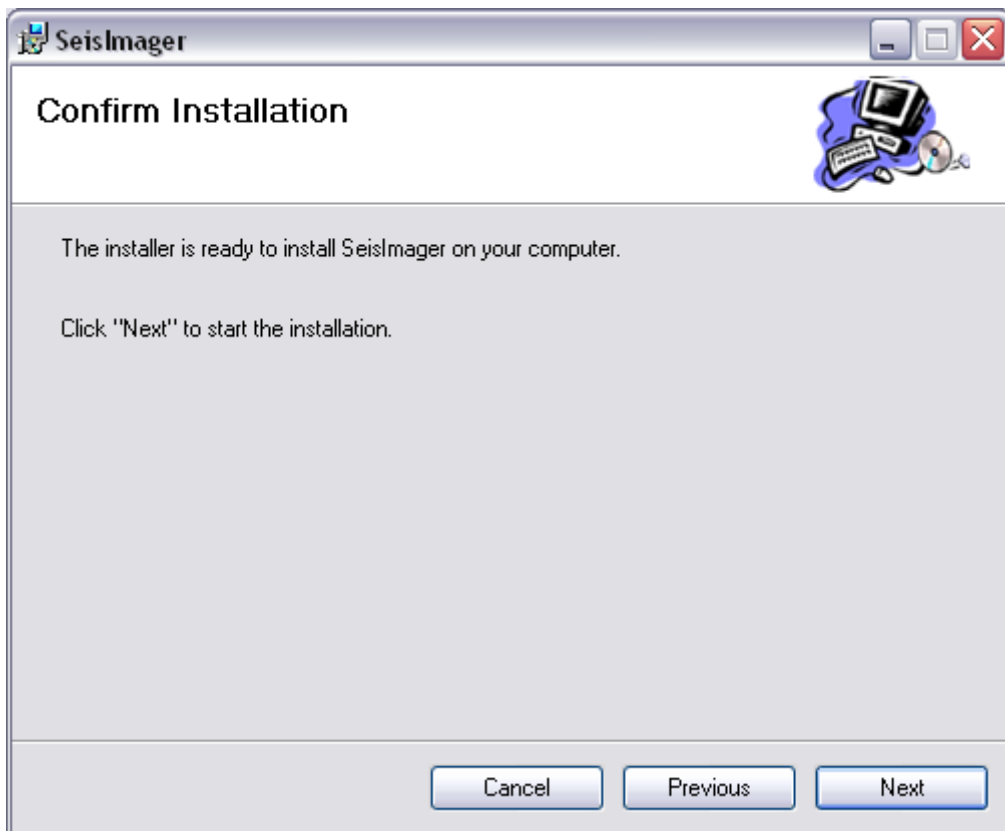 SeisImager
Confirm Installation
The installer is ready to install SeisImager on your computer.
Click "Next" to start the installation.
Cancel Previous Next